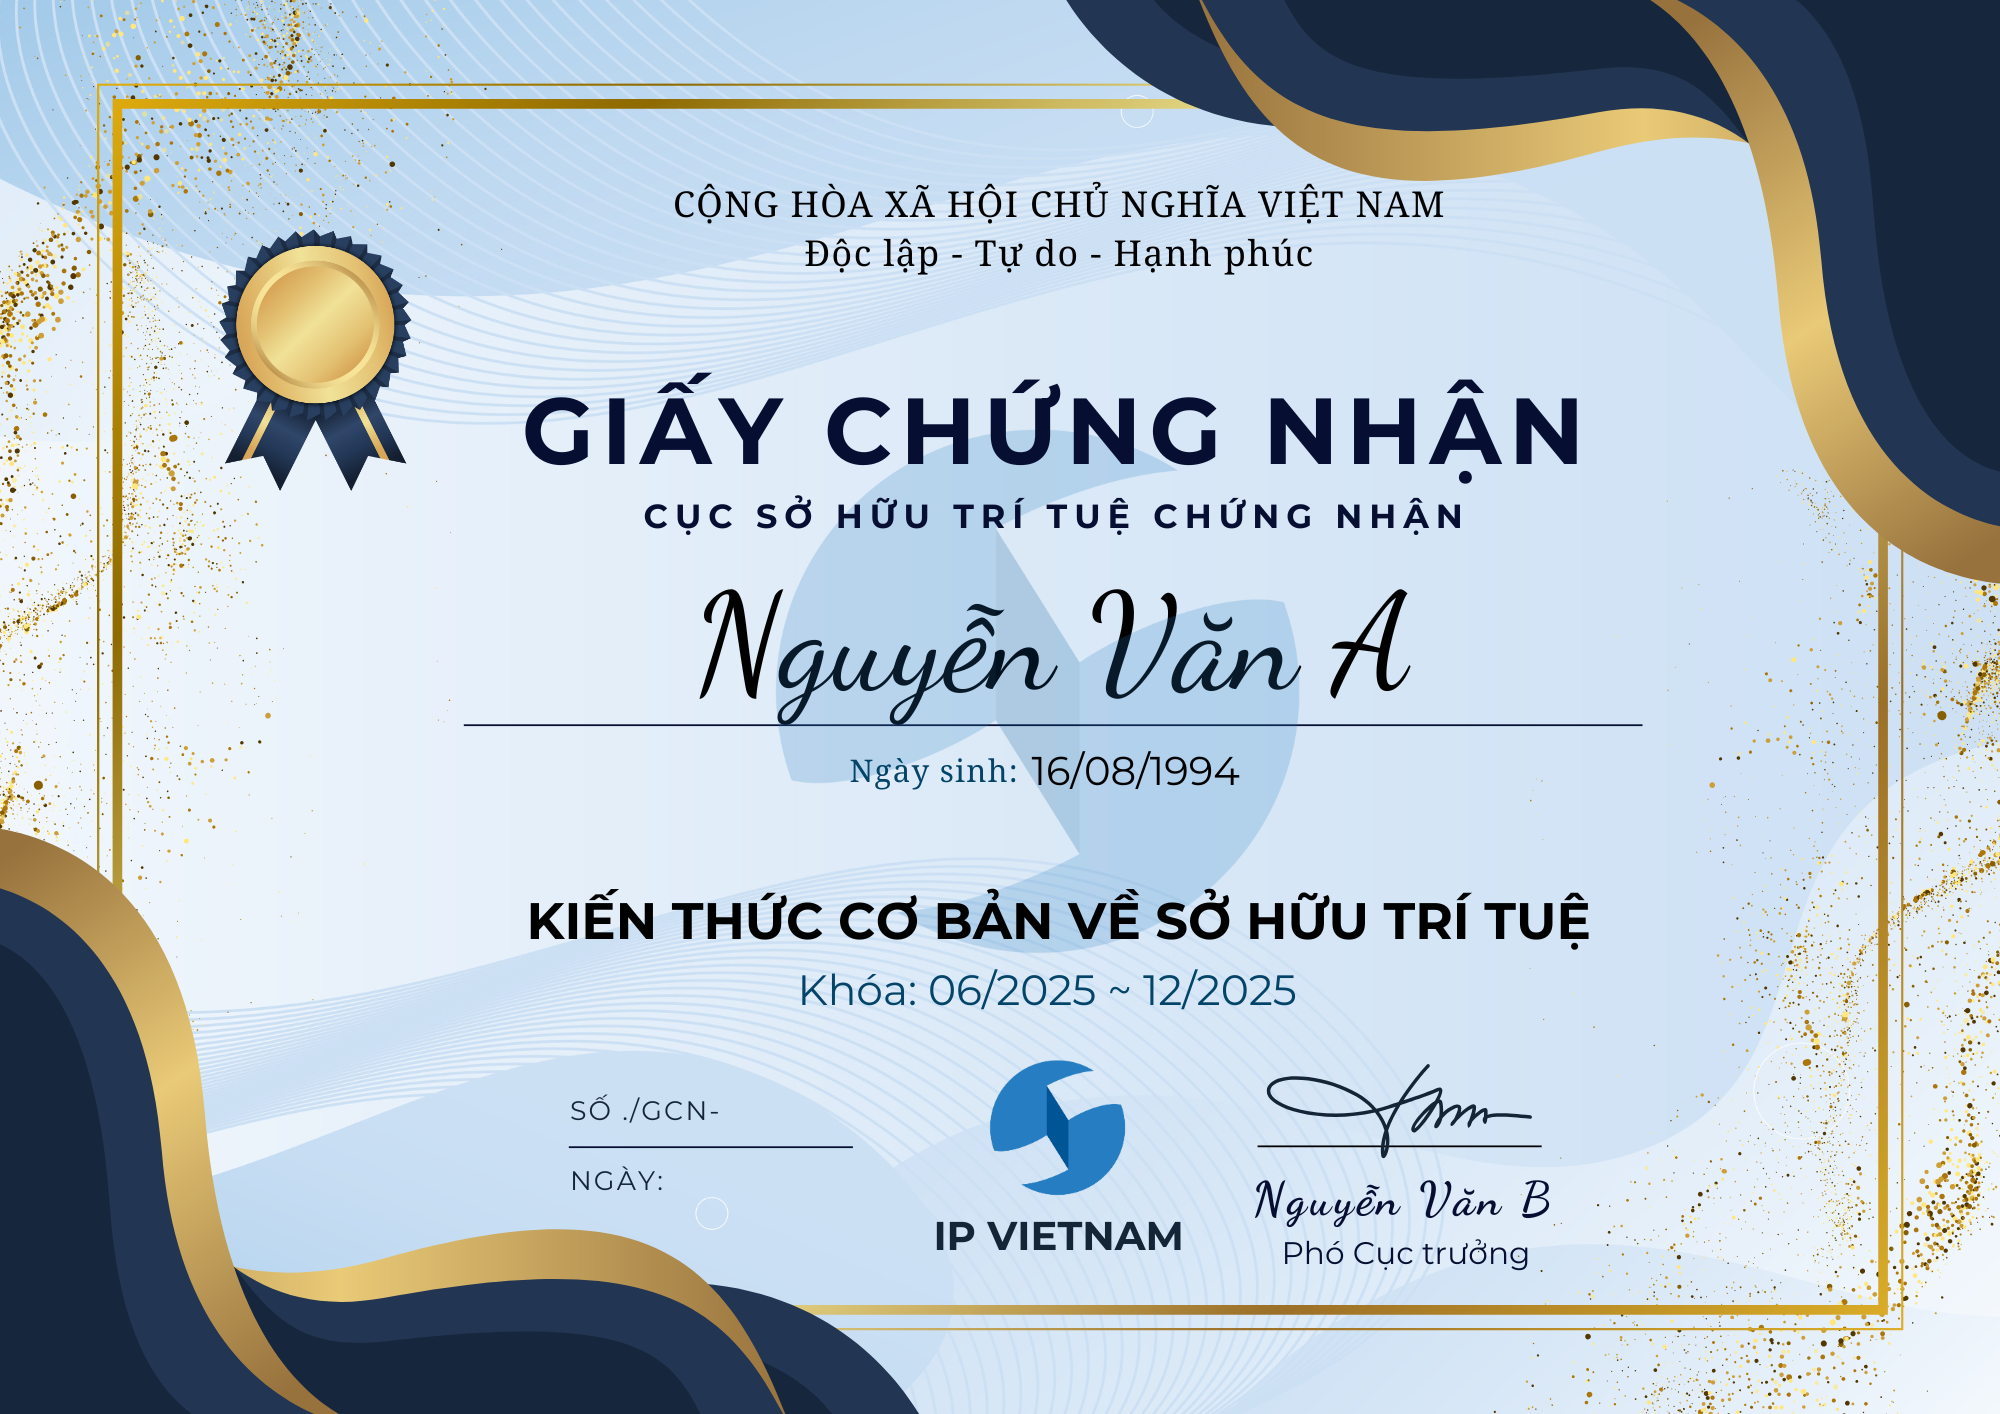 CỘNG HÒA XÃ HỘI CHỦ NGHĨA VIỆT NAM
Độc lập - Tự do - Hạnh phúc
GIẤY CHỨNG NHẬN
CỤC SỞ HỮU TRÍ TUỆ CHỨNG NHẬN
Nguyễn Văn A
Ngày sinh: 16/08/1994
KIẾN THỨC CƠ BẢN VỀ SỞ HỮU TRÍ TUỆ
Khóa: 06/2025 ~ 12/2025
SỐ ./GCN-
NGÀY:
IP VIETNAM
Nguyễn Văn B
Phó Cục trưởng